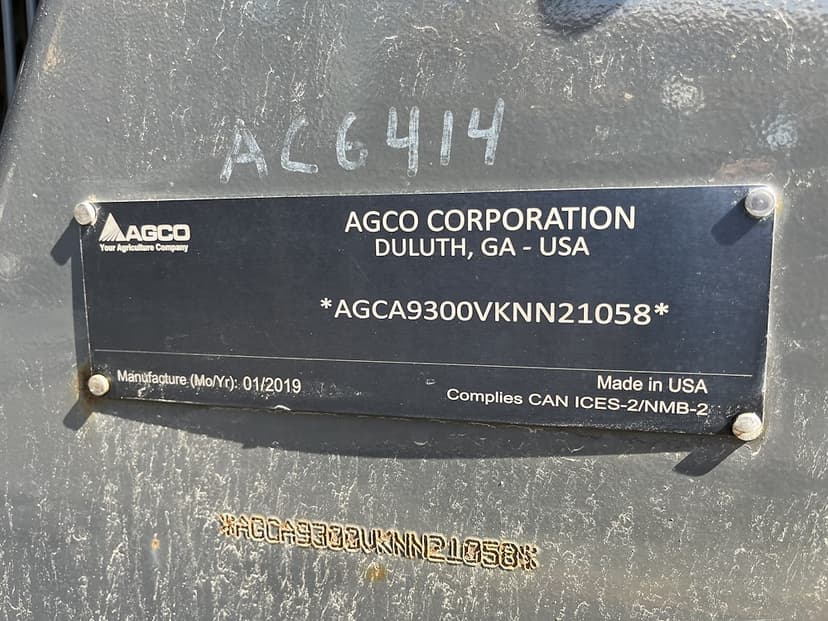 ACG414
AGCO
Your Agriculture Company
AGCO CORPORATION
DULUTH, GA - USA
*AGCA9300VKNN21058*
Manufacture (Mo/Yr): 01/2019
Made in USA
Complies CAN ICES-2/NMB-2
*AGCA9300VKNN21058*